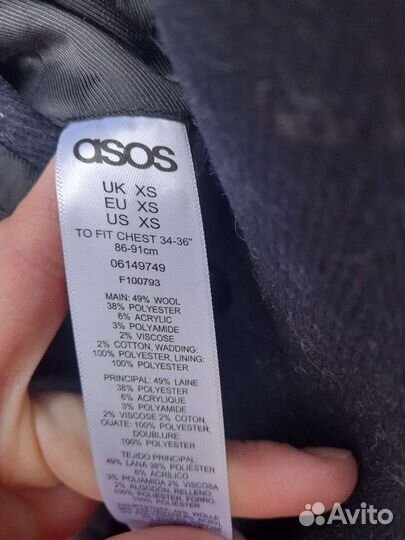 asos
UK XS
EU XS
US XS
TO FIT CHEST 34-36"
86-91cm
06149749
F100793
MAIN: 49% WOOL
38% POLYESTER
6% ACRYLIC
3% POLYAMIDE
2% VISCOSE
2% COTTON, WADDING:
100% POLYESTER, LINING:
100% POLYESTER
PRINCIPAL: 49% LAINE
38% POLYESTER
6% ACRYLIQUE
3% POLYAMIDE
2% VISCOSE 2% COTON,
OUATE: 100% POLYESTER,
DOUBLURE:
100% POLYESTER
TEJIDO PRINCIPAL:
49% LANA 38% POLIÉSTER
6% ACRÍLICO
3% POLIAMIDA 2% VISCOSA
2% ALGODÓN, RELLENO
100% POLIÉSTER, FORRO
100% POLIÉSTER
49% WOLLE
Avito